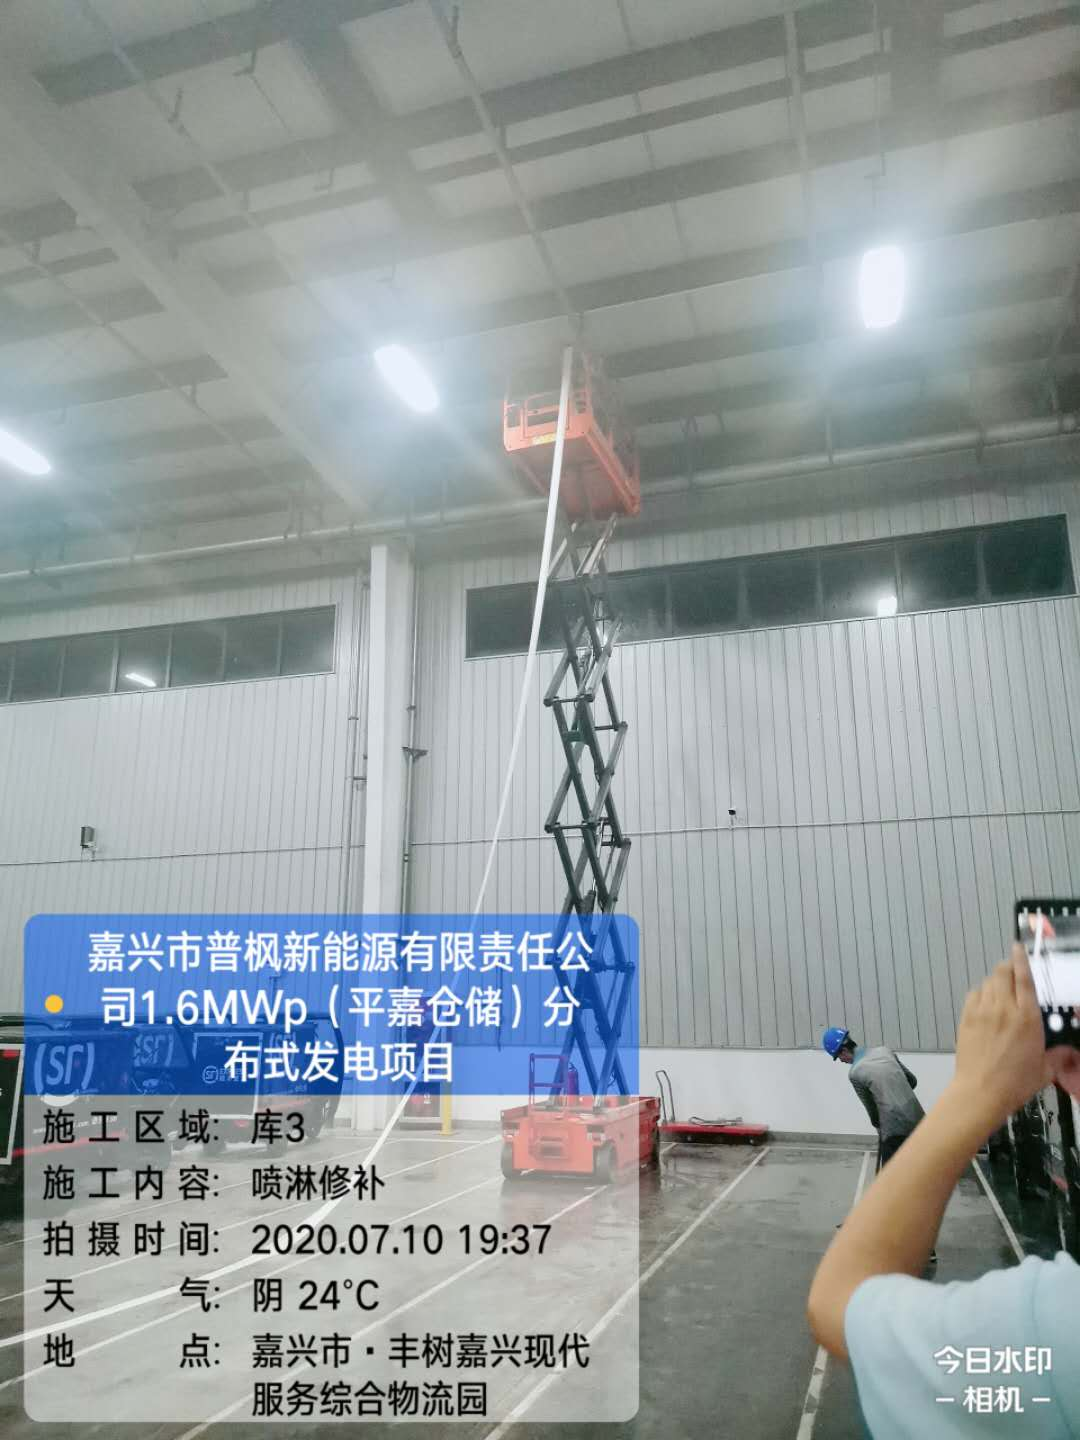 嘉兴市普枫新能源有限责任公
司1.6MWp（平嘉仓储）分
布式发电项目
施工区域: 库3
施工内容: 喷淋修补
拍摄时间: 2020.07.10 19:37
天气: 阴 24°C
地点: 嘉兴市·丰树嘉兴现代
服务综合物流园
今日水印
–相机–